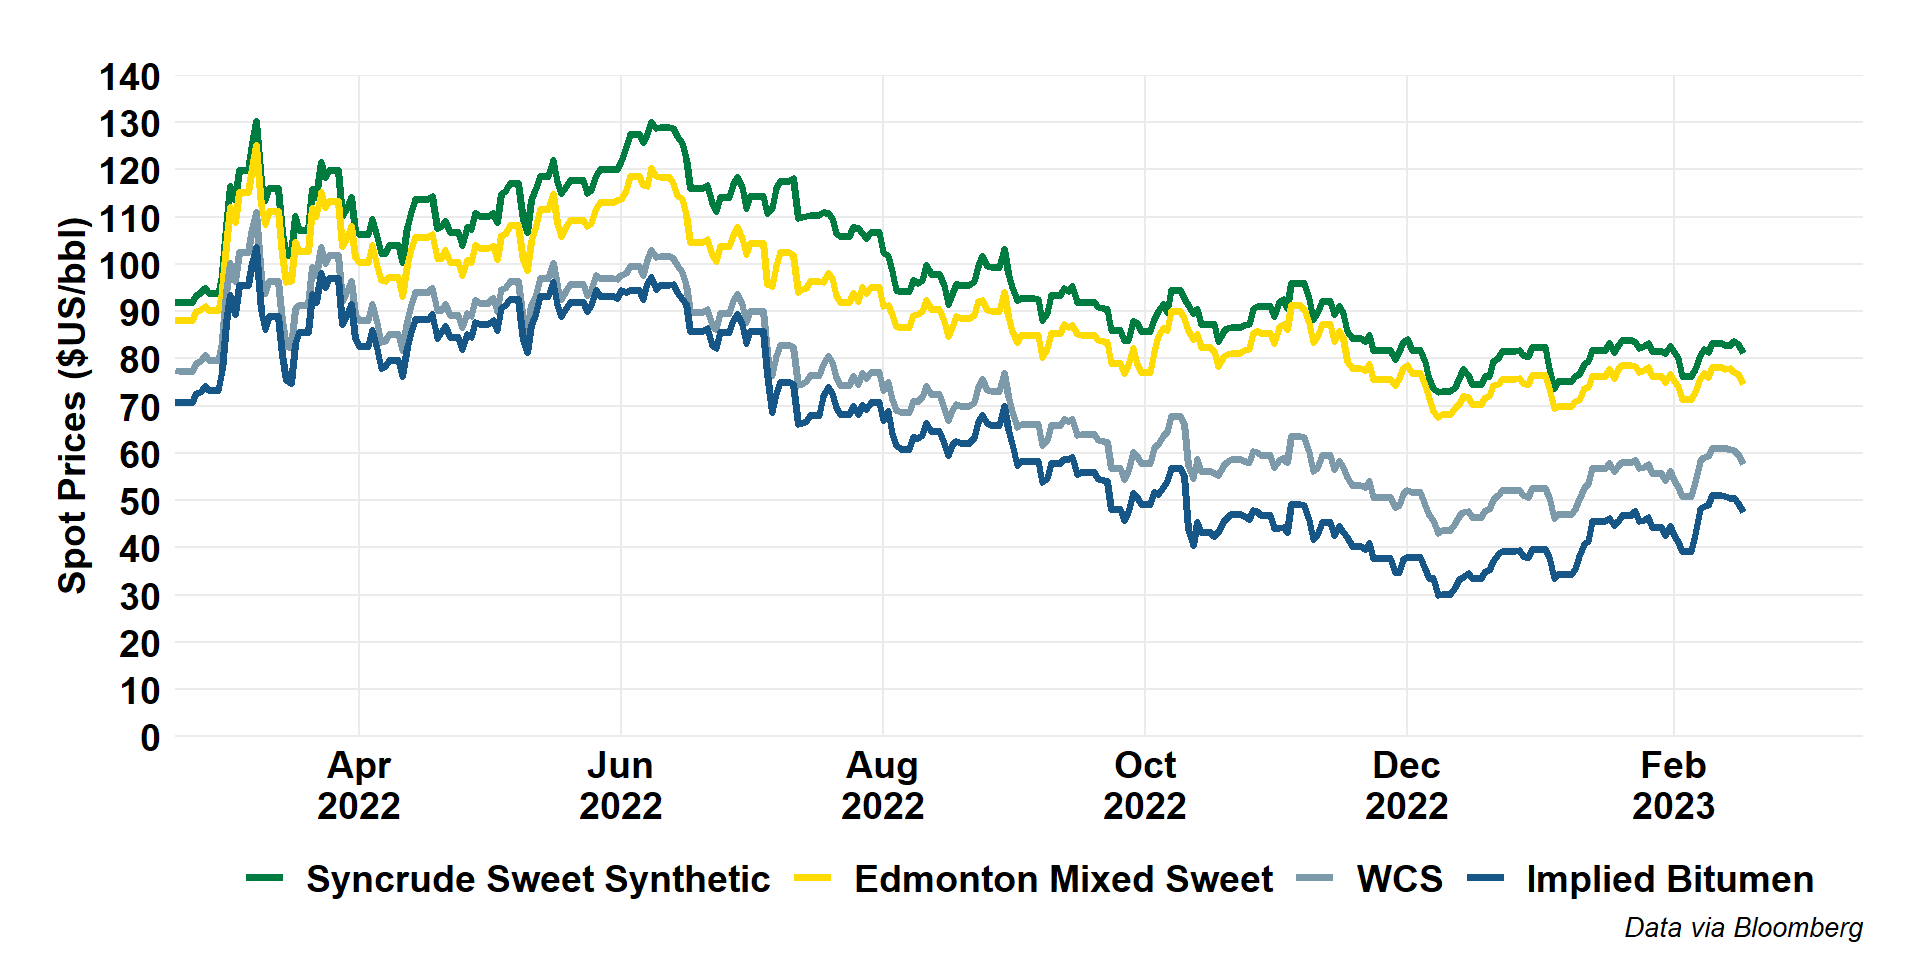 140
130
120
110
100
90
80
70
60
50
40
30
20
10
0
Spot Prices ($US/bbl)
Apr
2022
Jun
2022
Aug
2022
Oct
2022
Dec
2022
Feb
2023
Syncrude Sweet Synthetic
Edmonton Mixed Sweet
WCS
Implied Bitumen
Data via Bloomberg